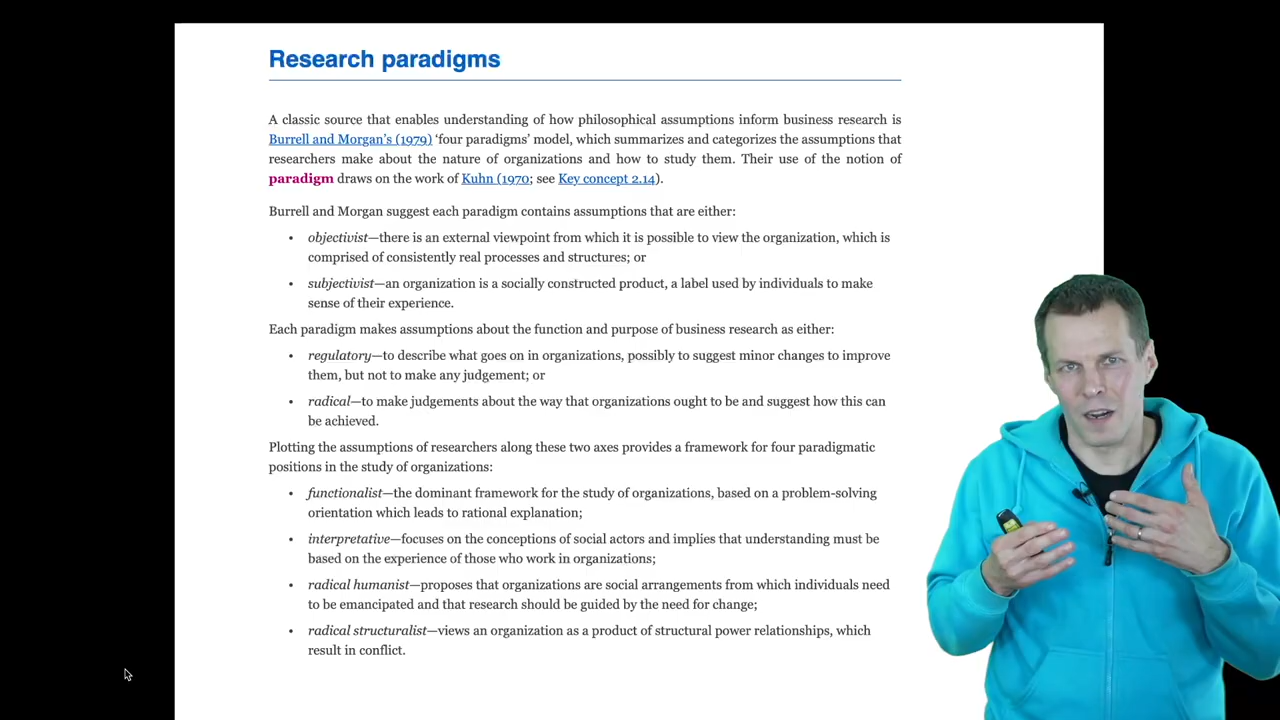 Research paradigms
A classic source that enables understanding of how philosophical assumptions inform business research is
Burrell and Morgan's (1979) 'four paradigms' model, which summarizes and categorizes the assumptions that
researchers make about the nature of organizations and how to study them. Their use of the notion of
paradigm draws on the work of Kuhn (1970; see Key concept 2.14).
Burrell and Morgan suggest each paradigm contains assumptions that are either:
• objectivist—there is an external viewpoint from which it is possible to view the organization, which is
comprised of consistently real processes and structures; or
• subjectivist—an organization is a socially constructed product, a label used by individuals to make
sense of their experience.
Each paradigm makes assumptions about the function and purpose of business research as either:
• regulatory—to describe what goes on in organizations, possibly to suggest minor changes to improve
them, but not to make any judgement; or
• radical—to make judgements about the way that organizations ought to be and suggest how this can
be achieved.
Plotting the assumptions of researchers along these two axes provides a framework for four paradigmatic
positions in the study of organizations:
• functionalist—the dominant framework for the study of organizations, based on a problem-solving
orientation which leads to rational explanation;
• interpretative—focuses on the conceptions of social actors and implies that understanding must be
based on the experience of those who work in organizations;
• radical humanist—proposes that organizations are social arrangements from which individuals need
to be emancipated and that research should be guided by the need for change;
• radical structuralist—views an organization as a product of structural power relationships, which
result in conflict.